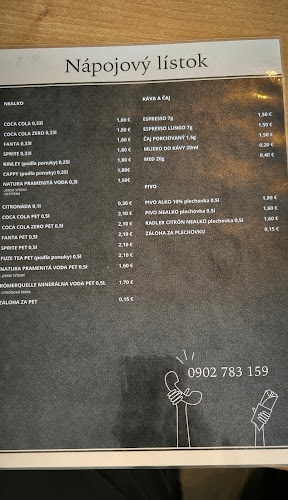 Nápojový lístok
NEALKO
COCA COLA 0,33l 1,80 €
COCA COLA ZERO 0,33l 1,80 €
FANTA 0,33l 1,80 €
SPRITE 0,33l 1,80 €
KINLEY (podľa ponuky) 0,25l 1,80 €
CAPPY (podľa ponuky) 0,25l 1,80€
NATURA PRAMENITÁ VODA 0,3l 1,50€
CITRONÁDA 0,1l 0,30 €
COCA COLA PET 0,5l 2,10 €
COCA COLA ZERO PET 0,5l 2,10 €
FANTA PET 0,5l 2,10 €
SPRITE PET 0,5l 2,10 €
FUZE TEA PET (podľa ponuky) 0,5l 2,10 €
NATURA PRAMENITÁ VODA PET 0,5l 1,60 €
RÖMERQUELLE MINERÁLNA VODA PET 0,5L 1,70 €
ZÁLOHA ZA PET 0,15 €
KÁVA A ČAJ
ESPRESSO 7g 1,50 €
ESPRESSO LUNGO 7g 1,50 €
ČAJ PORCIOVANÝ 1,5g 1,50 €
MLIEKO DO KÁVY 20ml 0,20 €
MED 20g 0,40 €
PIVO
PIVO ALKO 10% plechovka 0,5l 1,80 €
PIVO NEALKO plechovka 0,5l 1,60 €
RADLER CITRÓN NEALKO plechovka 0,5l 1,60 €
ZÁLOHA ZA PLECHOVKU 0,15 €
0902 783 159